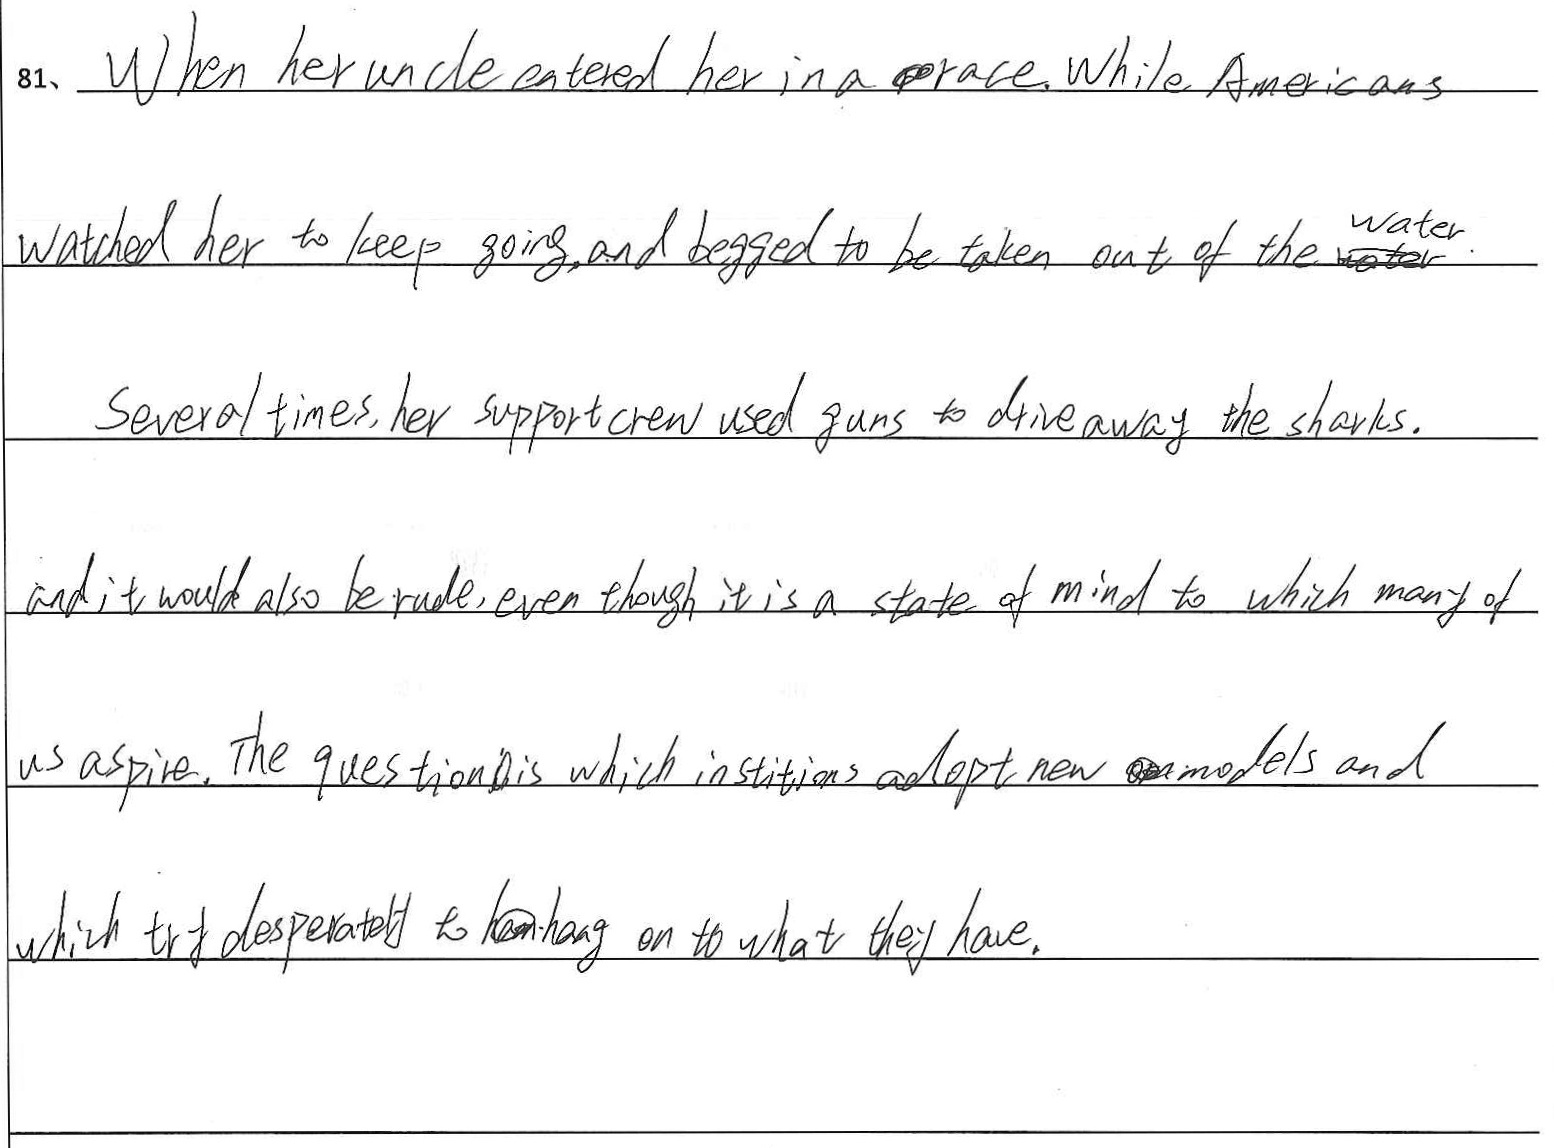 81、When her uncle entered her in a race. While Americans
watched her to keep going, and begged to be taken out of the water.
Several times, her support crew used guns to drive away the sharks.
and it would also be rude, even though it is a state of mind to which many of
us aspire. The question is which institions adopt new models and
which try desperately to hang on to what they have.